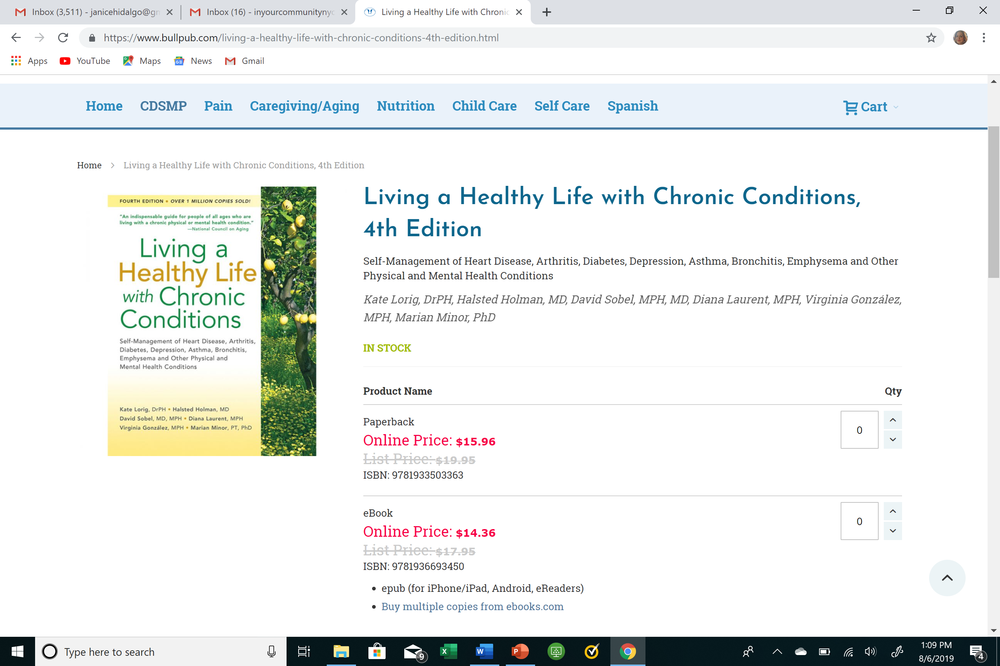 Inbox (3,511) - janicehidalgo@gn
Inbox (16) - inyourcommunitynyc
Living a Healthy Life with Chronic
https://www.bullpub.com/living-a-healthy-life-with-chronic-conditions-4th-edition.html
Apps YouTube Maps News Gmail
Home CDSMP Pain Caregiving/Aging Nutrition Child Care Self Care Spanish Cart
Home > Living a Healthy Life with Chronic Conditions, 4th Edition
FOURTH EDITION • OVER 1 MILLION COPIES SOLD!
"An indispensable guide for people of all ages who are
living with a chronic physical or mental health condition."
—National Council on Aging
Living a
Healthy Life
with Chronic
Conditions
Self-Management of Heart Disease, Arthritis,
Diabetes, Depression, Asthma, Bronchitis,
Emphysema and Other Physical and
Mental Health Conditions
Kate Lorig, DrPH • Halsted Holman, MD
David Sobel, MD, MPH • Diana Laurent, MPH
Virginia González, MPH • Marian Minor, PT, PhD
Living a Healthy Life with Chronic Conditions,
4th Edition
Self-Management of Heart Disease, Arthritis, Diabetes, Depression, Asthma, Bronchitis, Emphysema and Other
Physical and Mental Health Conditions
Kate Lorig, DrPH, Halsted Holman, MD, David Sobel, MPH, MD, Diana Laurent, MPH, Virginia González,
MPH, Marian Minor, PhD
IN STOCK
Product Name Qty
Paperback
Online Price: $15.96
List Price: $19.95
ISBN: 9781933503363
0
eBook
Online Price: $14.36
List Price: $17.95
ISBN: 9781936693450
0
• epub (for iPhone/iPad, Android, eReaders)
• Buy multiple copies from ebooks.com
Type here to search
9
1:09 PM
8/6/2019
4